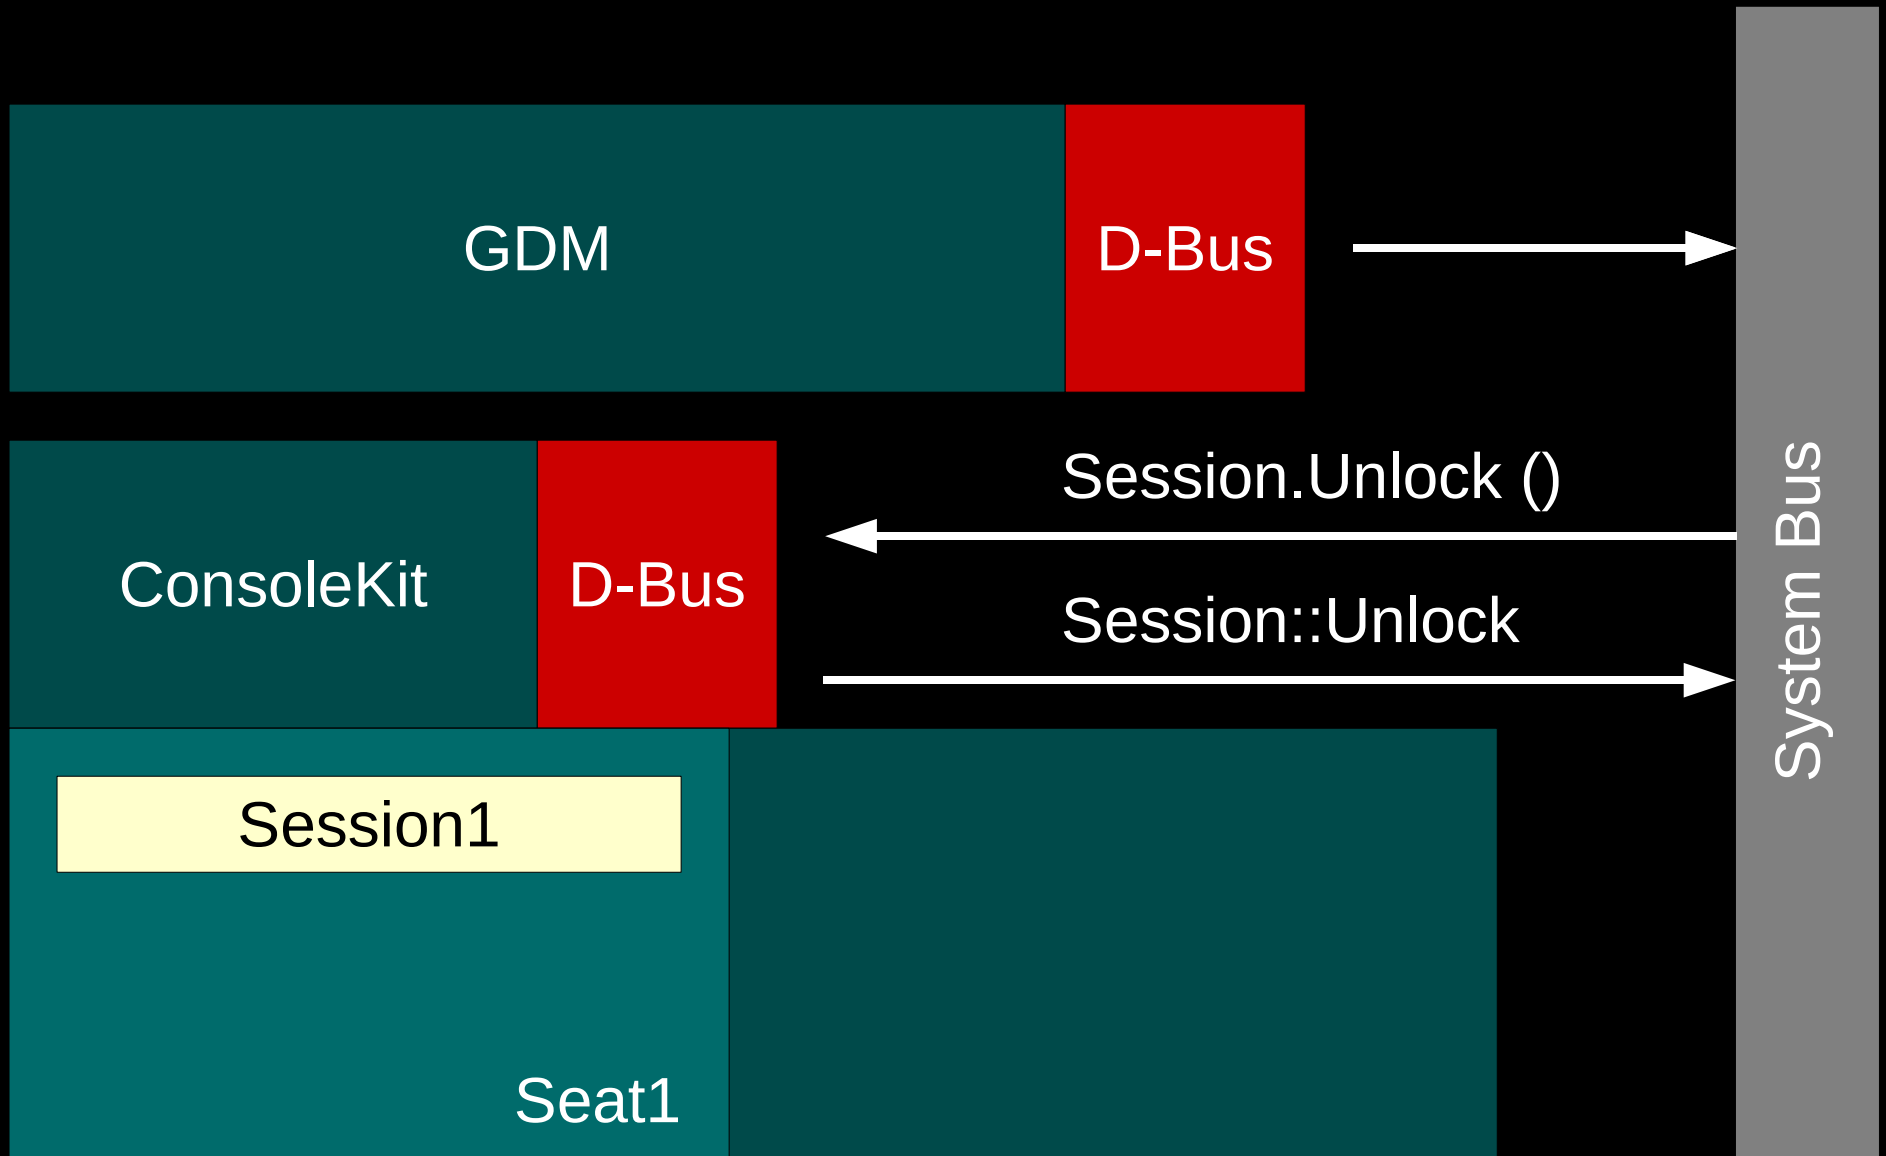 GDM
D-Bus
Session.Unlock ()
ConsoleKit
D-Bus
Session::Unlock
System Bus
Session1
Seat1